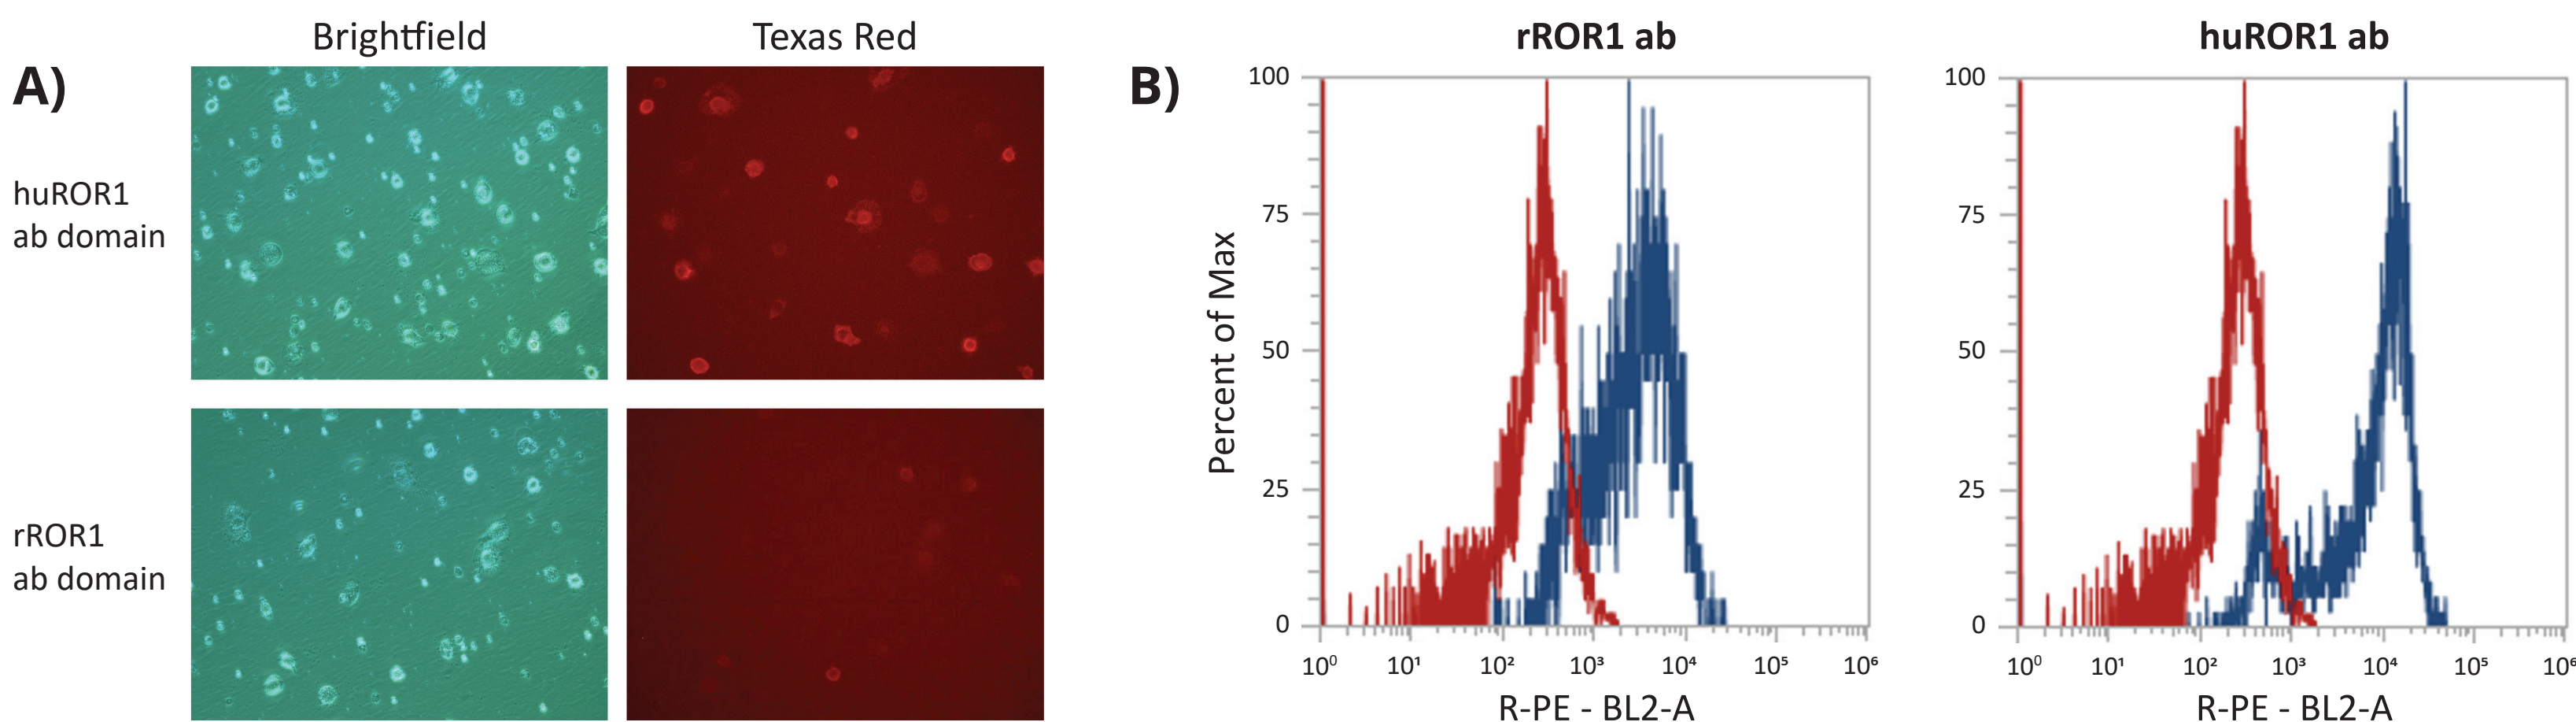 A)
Brightfield
Texas Red
huROR1
ab domain
rROR1
ab domain
B)
rROR1 ab
huROR1 ab
Percent of Max
100
75
50
25
0
10⁰ 10¹ 10² 10³ 10⁴ 10⁵ 10⁶
R-PE - BL2-A
100
75
50
25
0
10⁰ 10¹ 10² 10³ 10⁴ 10⁵ 10⁶
R-PE - BL2-A